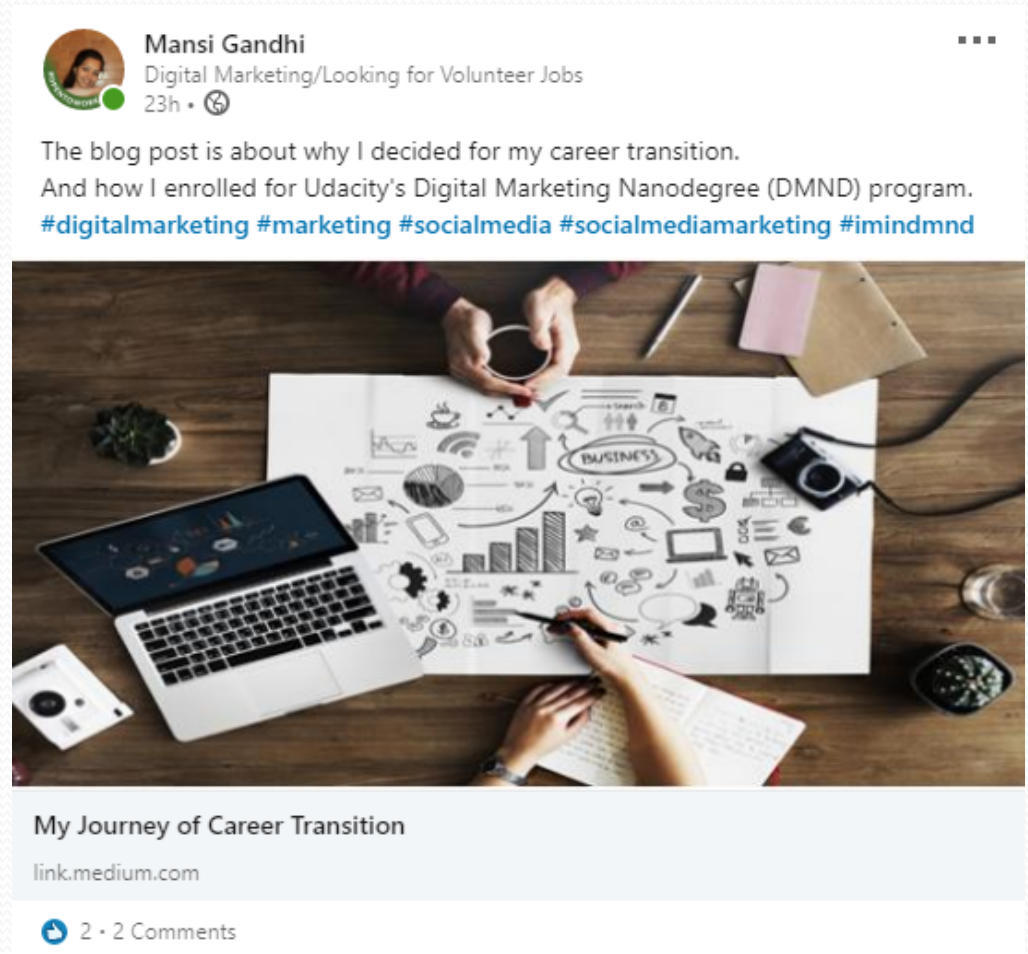 Mansi Gandhi
Digital Marketing/Looking for Volunteer Jobs
23h •
The blog post is about why I decided for my career transition.
And how I enrolled for Udacity's Digital Marketing Nanodegree (DMND) program.
#digitalmarketing #marketing #socialmedia #socialmediamarketing #imindmnd
search
BUSINESS
My Journey of Career Transition
link.medium.com
2 • 2 Comments